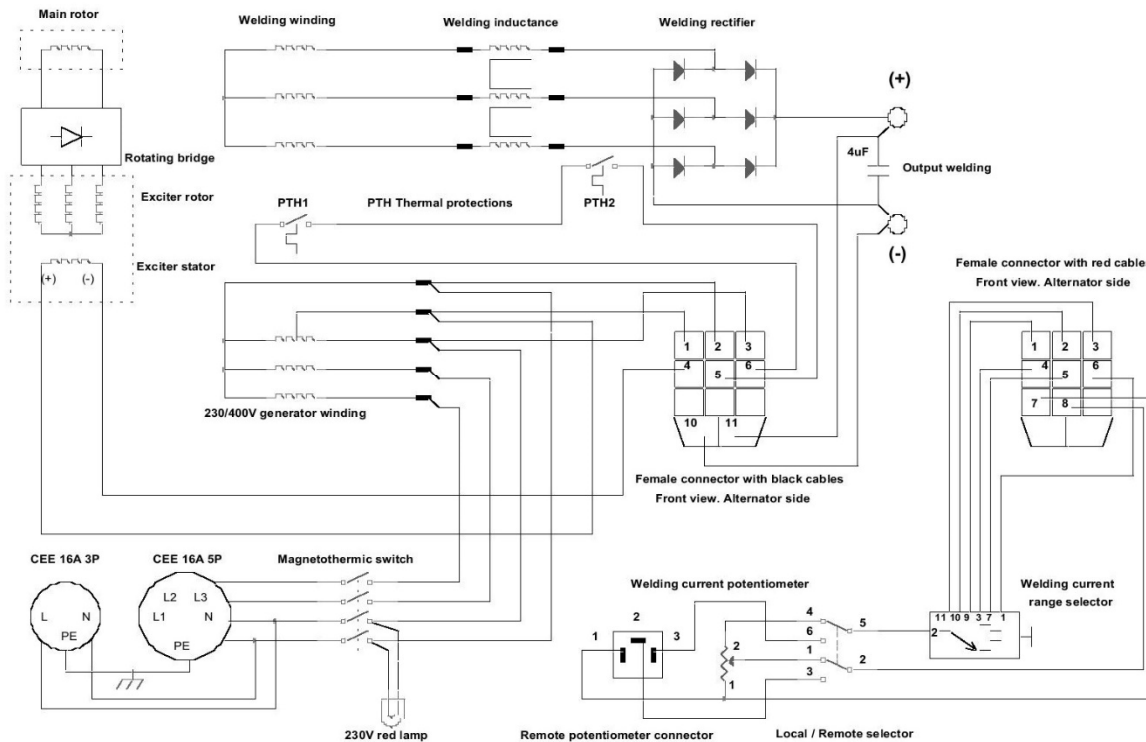 Main rotor
Welding winding
Welding inductance
Welding rectifier
(+)
Rotating bridge
4uF
Output welding
Exciter rotor
PTH1
PTH Thermal protections
PTH2
(-)
Exciter stator
(+) (-)
Female connector with red cables
Front view. Alternator side
1 2 3
4 5 6
10 11
1 2 3
4 5 6
7 8
230/400V generator winding
Female connector with black cables
Front view. Alternator side
CEE 16A 3P
CEE 16A 5P
Magnetothermic switch
L N
PE
L2 L3
L1 N
PE
230V red lamp
Welding current potentiometer
1 2 3
2
1
4
6
1
3
5
2
Welding current
range selector
11 10 9 3 7 1
2
Remote potentiometer connector
Local / Remote selector